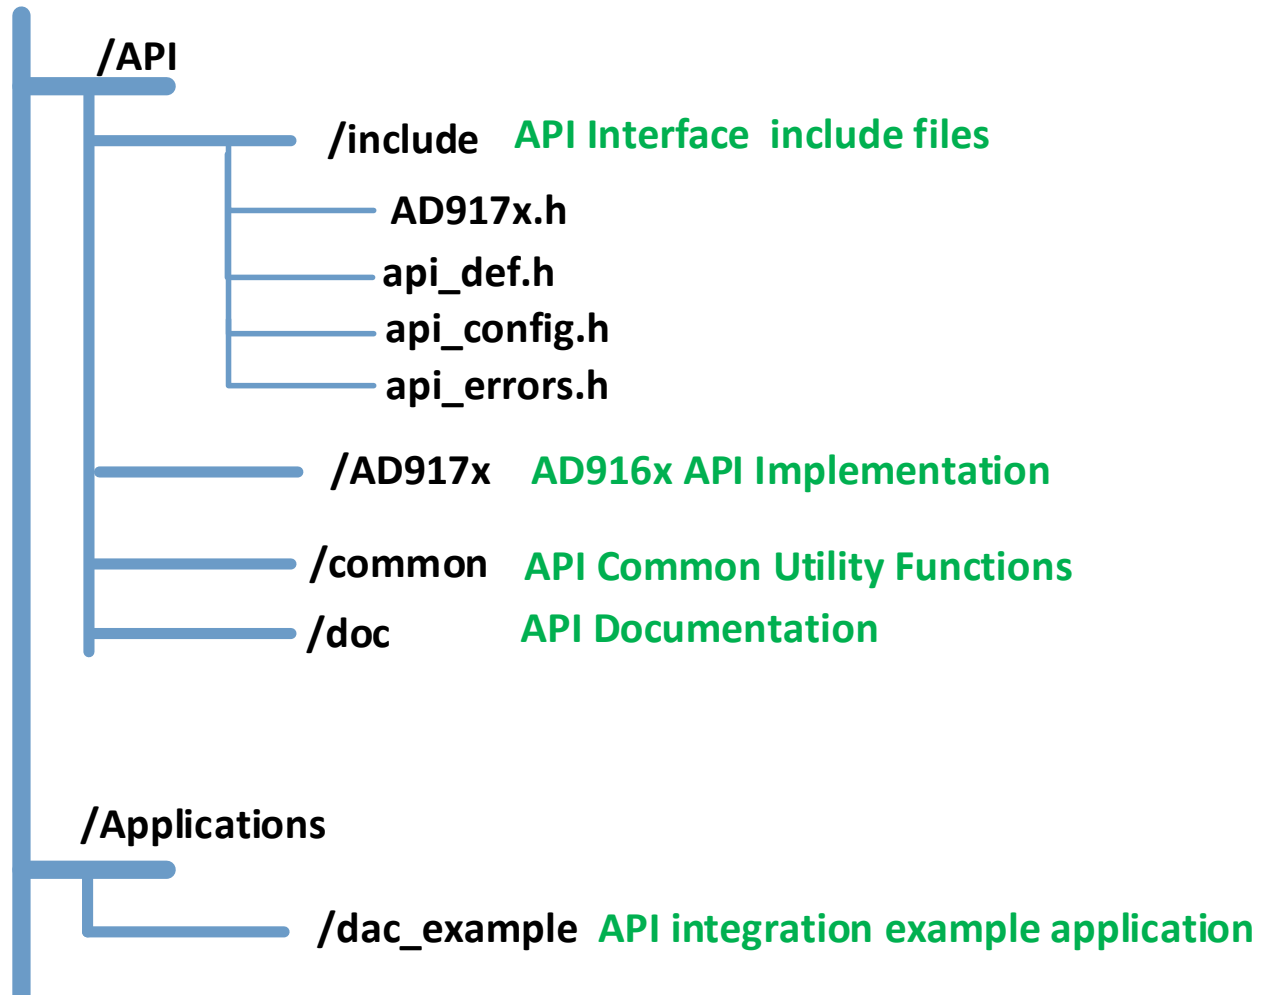 /API
/include API Interface include files
AD917x.h
api_def.h
api_config.h
api_errors.h
/AD917x AD916x API Implementation
/common API Common Utility Functions
/doc API Documentation
/Applications
/dac_example API integration example application